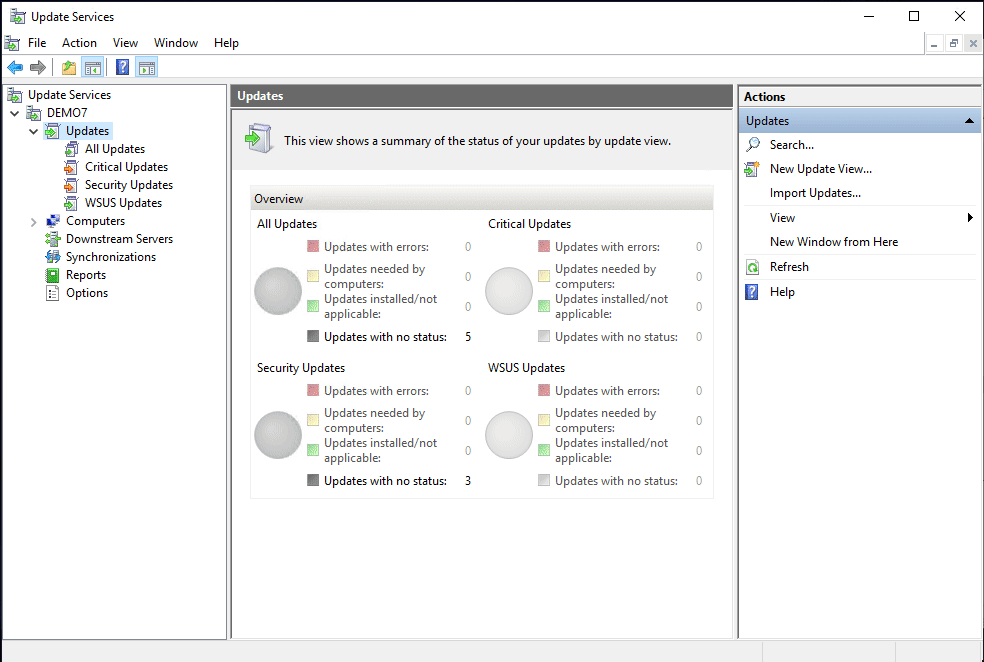 Update Services
File Action View Window Help
Update Services
DEMO7
Updates
All Updates
Critical Updates
Security Updates
WSUS Updates
Computers
Downstream Servers
Synchronizations
Reports
Options
Updates
This view shows a summary of the status of your updates by update view.
Overview
All Updates
Updates with errors: 0
Updates needed by
computers: 0
Updates installed/not
applicable: 0
Updates with no status: 5
Critical Updates
Updates with errors: 0
Updates needed by
computers: 0
Updates installed/not
applicable: 0
Updates with no status: 0
Security Updates
Updates with errors: 0
Updates needed by
computers: 0
Updates installed/not
applicable: 0
Updates with no status: 3
WSUS Updates
Updates with errors: 0
Updates needed by
computers: 0
Updates installed/not
applicable: 0
Updates with no status: 0
Actions
Updates
Search...
New Update View...
Import Updates...
View
New Window from Here
Refresh
Help